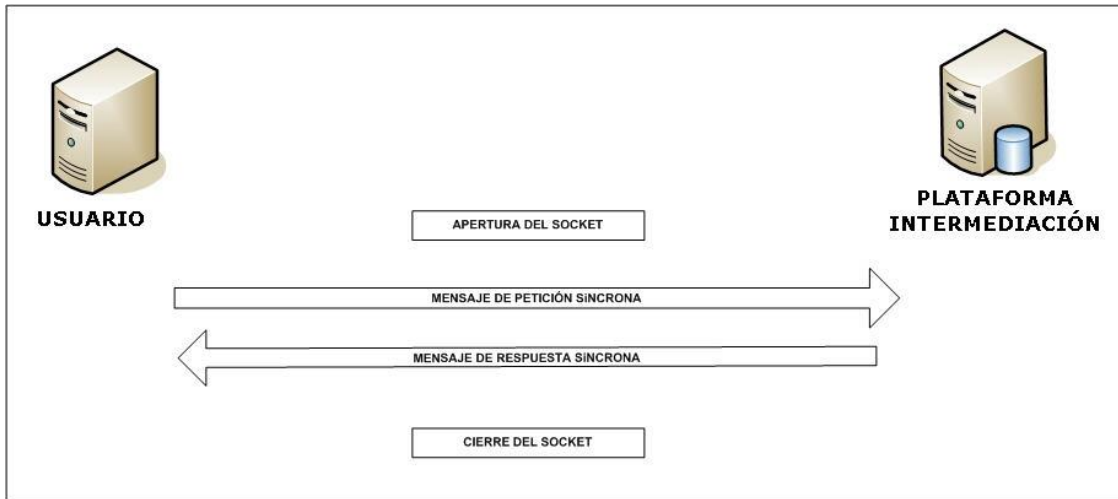 USUARIO
PLATAFORMA
INTERMEDIACIÓN
APERTURA DEL SOCKET
MENSAJE DE PETICIÓN SíNCRONA
MENSAJE DE RESPUESTA SíNCRONA
CIERRE DEL SOCKET